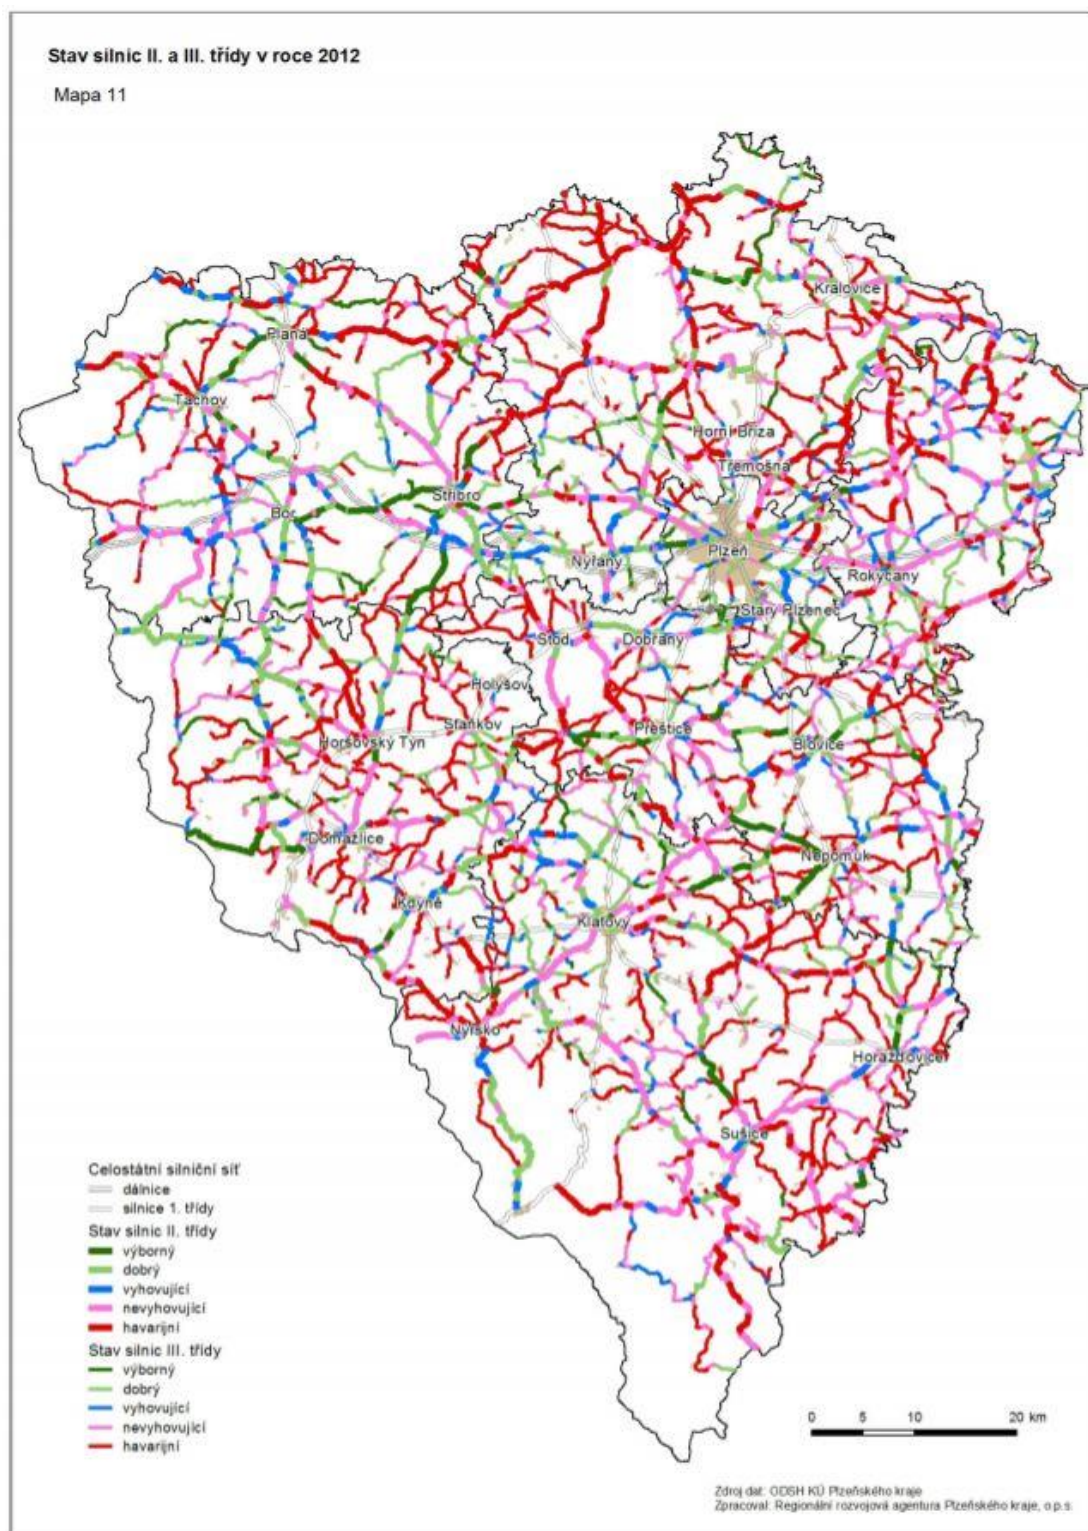 Stav silnic II. a III. třídy v roce 2012
Mapa 11
Kralovice
Planá
Tachov
Horní Bříza
Třemošná
Stříbro
Bor
Plzeň
Nýřany
Rokycany
Starý Plzenec
Stod
Dobřany
Holýšov
Staňkov
Přeštice
Horšovský Týn
Blovice
Domažlice
Nepomuk
Kdyně
Klatovy
Nýrsko
Horažďovice
Sušice
Celostátní silniční síť
dálnice
silnice 1. třídy
Stav silnic II. třídy
výborný
dobrý
vyhovující
nevyhovující
havarijní
Stav silnic III. třídy
výborný
dobrý
vyhovující
nevyhovující
havarijní
0 5 10 20 km
Zdroj dat: ODSH KÚ Plzeňského kraje
Zpracoval: Regionální rozvojová agentura Plzeňského kraje, o.p.s.